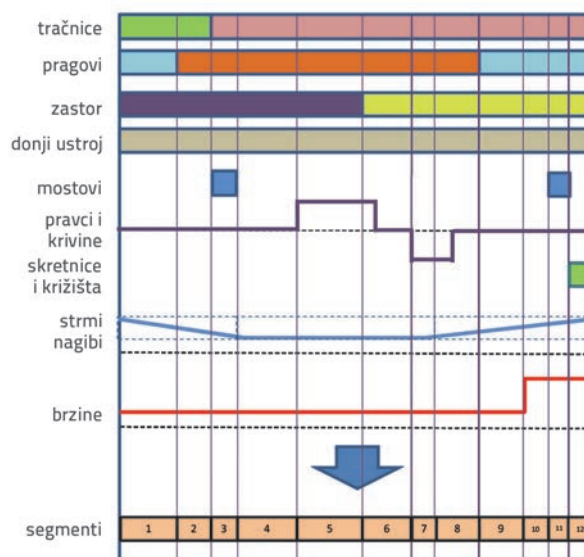 tračnice
pragovi
zastor
donji ustroj
mostovi
pravci i
krivine
skretnice
i križišta
strmi
nagibi
brzine
segmenti 1 2 3 4 5 6 7 8 9 10 11 12